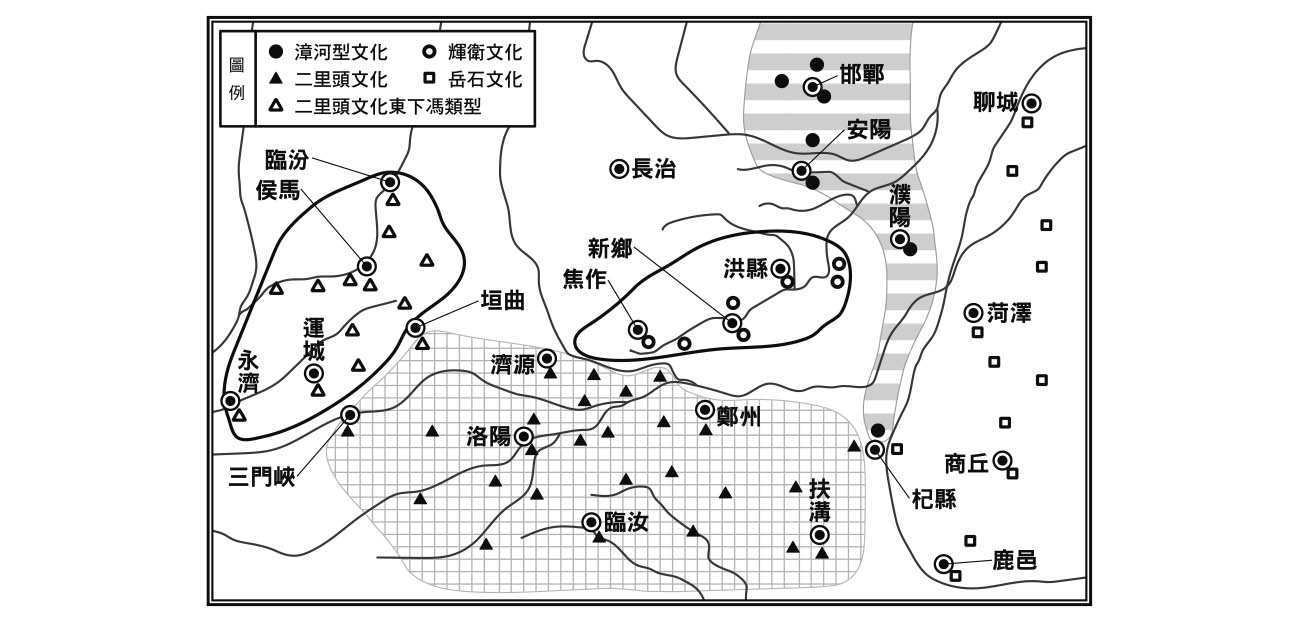 圖例
漳河型文化
輝衛文化
二里頭文化
岳石文化
二里頭文化東下馮類型
邯鄲
聊城
安陽
臨汾
長治
侯馬
濮陽
新鄉
洪縣
焦作
垣曲
菏澤
運城
永濟
濟源
鄭州
洛陽
商丘
三門峽
扶溝
杞縣
臨汝
鹿邑